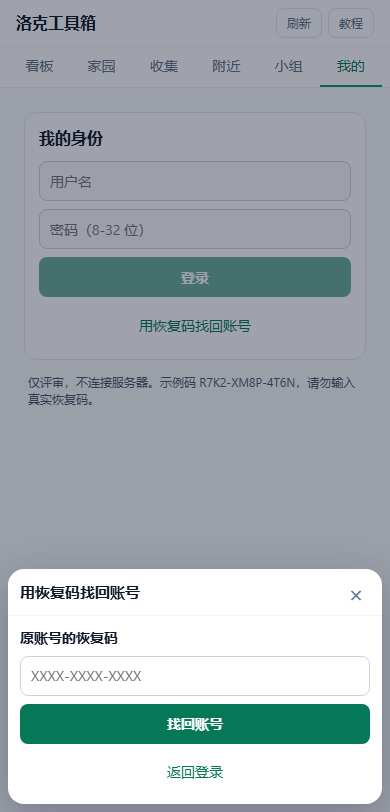 洛克工具箱
刷新
教程
看板
家园
收集
附近
小组
我的
我的身份
用户名
密码（8-32 位）
登录
用恢复码找回账号
仅评审，不连接服务器。示例码 R7K2-XM8P-4T6N，请勿输入
真实恢复码。
用恢复码找回账号
×
原账号的恢复码
XXXX-XXXX-XXXX
找回账号
返回登录